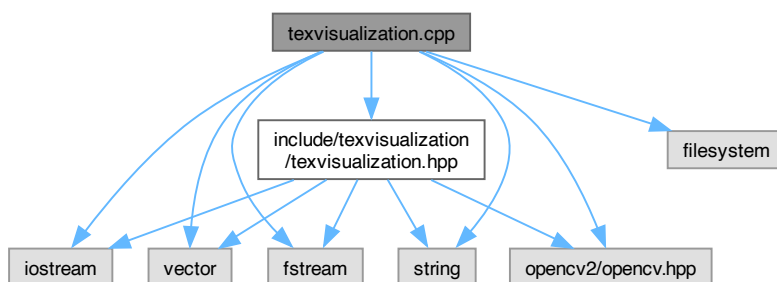 texvisualization.cpp
include/texvisualization
/texvisualization.hpp
filesystem
iostream
vector
fstream
string
opencv2/opencv.hpp